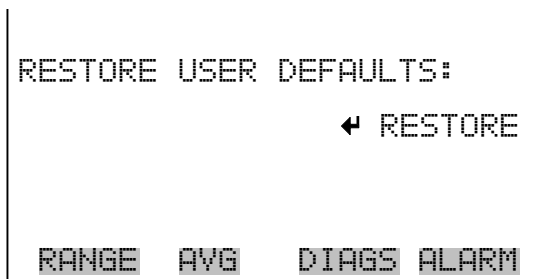 RESTORE USER DEFAULTS:
↵ RESTORE
RANGE AVG DIAGS ALARM